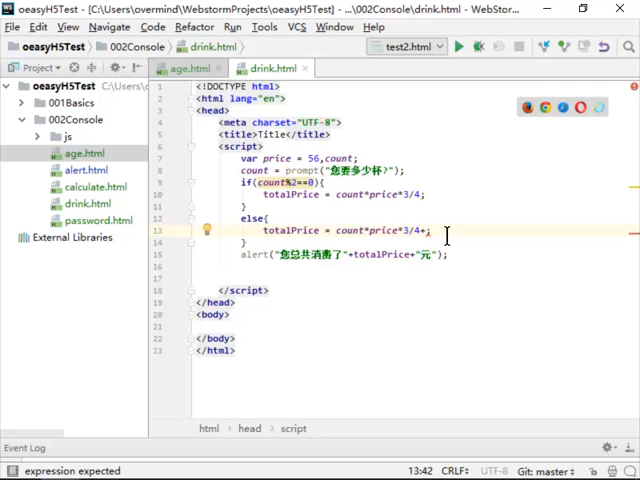 oeasyH5Test - [C:\Users\overmind\WebstormProjects\oeasyH5Test] - ...\002Console\drink.html - WebStor...
File Edit View Navigate Code Refactor Run Tools VCS Window Help
oeasyH5Test 002Console drink.html test2.html
Project age.html drink.html
oeasyH5Test C:\Users\o
001Basics
002Console
js
age.html
alert.html
calculate.html
drink.html
password.html
External Libraries
1 <!DOCTYPE html>
2 <html lang="en">
3 <head>
4 <meta charset="UTF-8">
5 <title>Title</title>
6 <script>
7 var price = 56,count;
8 count = prompt("您要多少杯?");
9 if(count%2==0){
10 totalPrice = count*price*3/4;
11 }
12 else{
13 totalPrice = count*price*3/4+;
14 }
15 alert("您总共消费了"+totalPrice+"元");
16
17
18 </script>
19 </head>
20 <body>
21
22 </body>
23 </html>
html head script
Event Log
expression expected 13:42 CRLF÷ UTF-8 Git: master÷